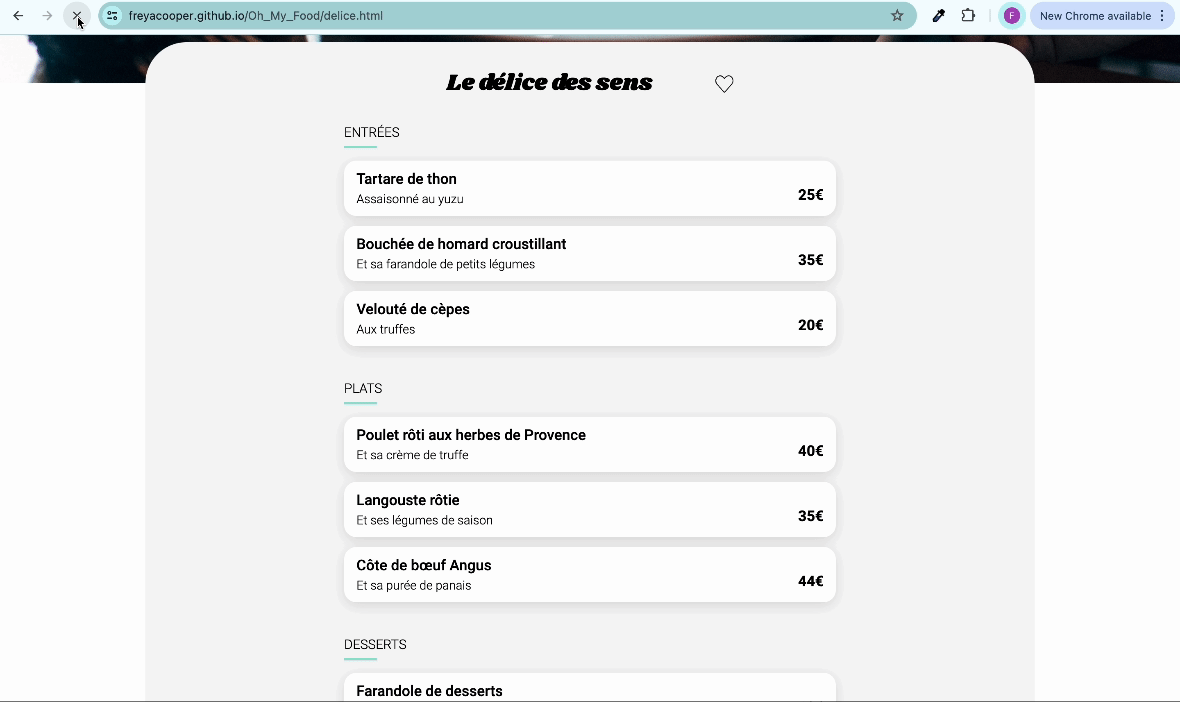 freyacooper.github.io/Oh_My_Food/delice.html
F
New Chrome available
Le délice des sens
ENTRÉES
Tartare de thon
Assaisonné au yuzu
25€
Bouchée de homard croustillant
Et sa farandole de petits légumes
35€
Velouté de cèpes
Aux truffes
20€
PLATS
Poulet rôti aux herbes de Provence
Et sa crème de truffe
40€
Langouste rôtie
Et ses légumes de saison
35€
Côte de bœuf Angus
Et sa purée de panais
44€
DESSERTS
Farandole de desserts